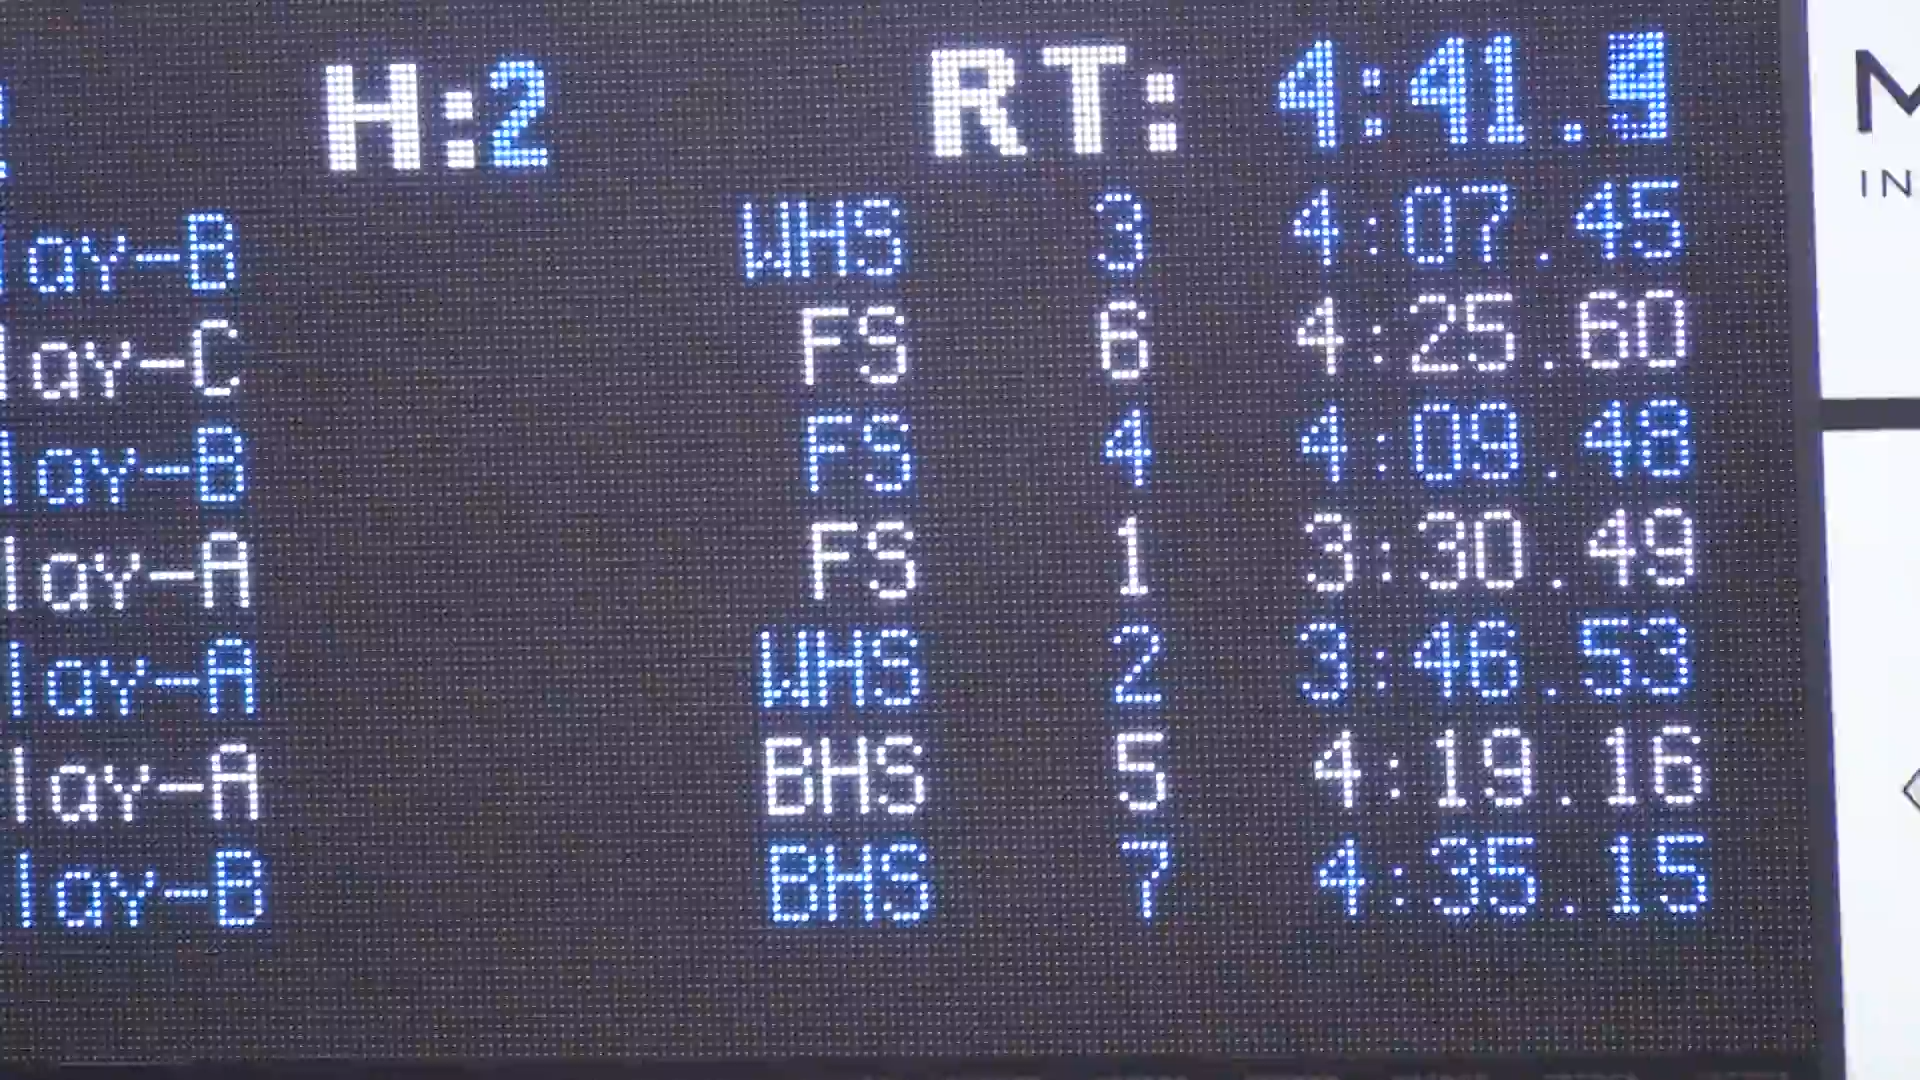 H:2 RT: 4:41.
lay-B WHS 3 4:07.45
lay-C FS 6 4:25.60
lay-B FS 4 4:09.48
lay-A FS 1 3:30.49
lay-A WHS 2 3:46.53
lay-A BHS 5 4:19.16
lay-B BHS 7 4:35.15
M
IN